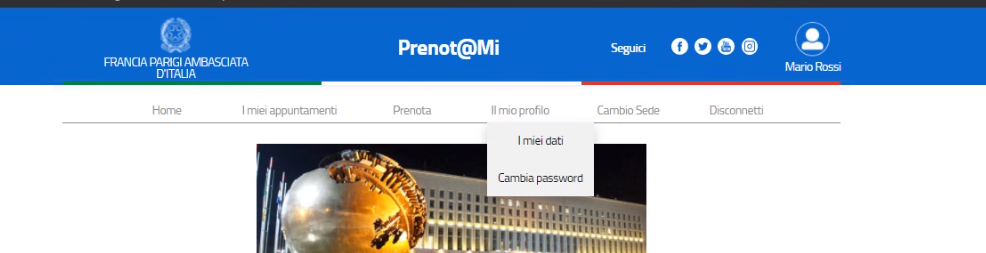 FRANCIA PARIGI AMBASCIATA
D'ITALIA
Prenot@Mi
Seguici
Mario Rossi
Home I miei appuntamenti Prenota Il mio profilo Cambio Sede Disconnetti
I miei dati
Cambia password